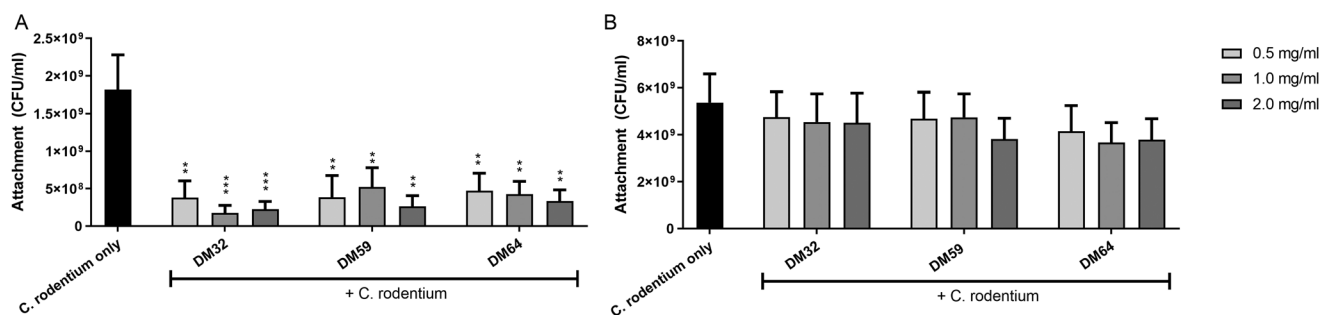 A
Attachment (CFU/ml)
2.5×10⁹
2×10⁹
1.5×10⁹
1×10⁹
5×10⁸
0
**
***
***
**
**
**
**
**
**
C. rodentium only
DM32
DM59
DM64
+ C. rodentium
B
Attachment (CFU/ml)
8×10⁹
6×10⁹
4×10⁹
2×10⁹
0
C. rodentium only
DM32
DM59
DM64
+ C. rodentium
0.5 mg/ml
1.0 mg/ml
2.0 mg/ml